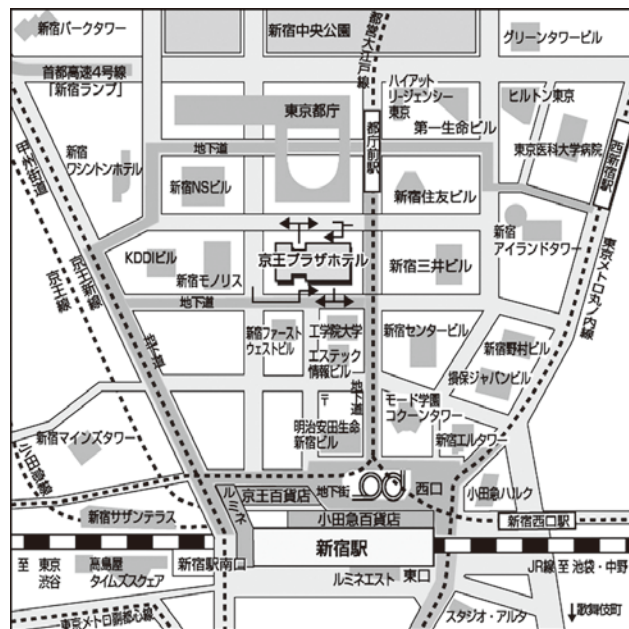 新宿パークタワー
新宿中央公園
都営大江戸線
グリーンタワービル
首都高速4号線
「新宿ランプ」
ハイアット
リージェンシー
東京
ヒルトン東京
東京都庁
第一生命ビル
都庁前駅
東京医科大学病院
西新宿駅
甲州街道
新宿
ワシントンホテル
地下道
新宿NSビル
新宿住友ビル
新宿
アイランドタワー
KDDIビル
新宿モノリス
京王プラザホテル
新宿三井ビル
京王新線
京王線
東京メトロ丸ノ内線
地下道
地下道
新宿ファースト
ウェストビル
工学院大学
エステック
情報ビル
地下道
新宿センタービル
新宿野村ビル
損保ジャパンビル
〒
明治安田生命
新宿ビル
モード学園
コクーンタワー
新宿エルタワー
新宿マインズタワー
小田急線
ルミネ
京王百貨店
地下街
西口
小田急ハルク
新宿サザンテラス
小田急百貨店
新宿西口駅
新宿駅
至 東京
渋谷
高島屋
タイムズスクェア
新宿駅南口
ルミネエスト
東口
JR線 至 池袋・中野
東京メトロ副都心線
スタジオ・アルタ
↓歌舞伎町